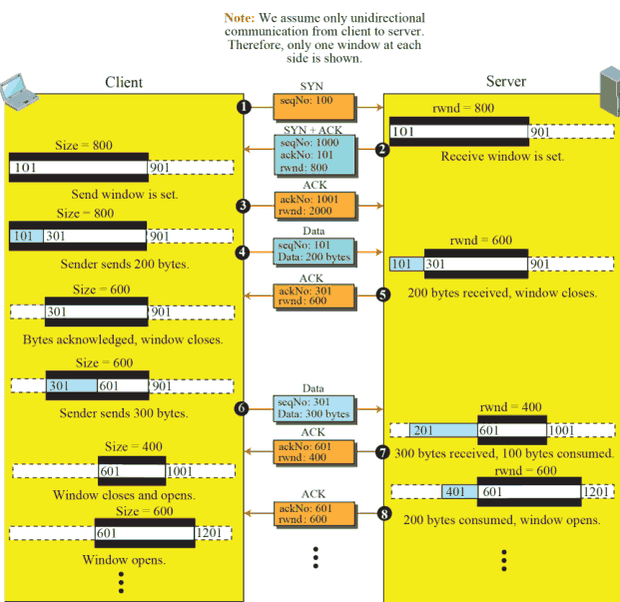 Note: We assume only unidirectional
communication from client to server.
Therefore, only one window at each
side is shown.
Client
Server
SYN
1
seqNo: 100
rwnd = 800
101
901
Receive window is set.
SYN + ACK
2
seqNo: 1000
ackNo: 101
rwnd: 800
Size = 800
101
901
Send window is set.
ACK
3
ackNo: 1001
rwnd: 2000
Size = 800
101
301
901
Sender sends 200 bytes.
Data
4
seqNo: 101
Data: 200 bytes
rwnd = 600
101
301
901
200 bytes received, window closes.
ACK
5
ackNo: 301
rwnd: 600
Size = 600
301
901
Bytes acknowledged, window closes.
Size = 600
301
601
901
Sender sends 300 bytes.
Data
6
seqNo: 301
Data: 300 bytes
rwnd = 400
201
601
1001
300 bytes received, 100 bytes consumed.
ACK
7
ackNo: 601
rwnd: 400
Size = 400
601
1001
Window closes and opens.
rwnd = 600
401
601
1201
200 bytes consumed, window opens.
ACK
8
ackNo: 601
rwnd: 600
Size = 600
601
1201
Window opens.